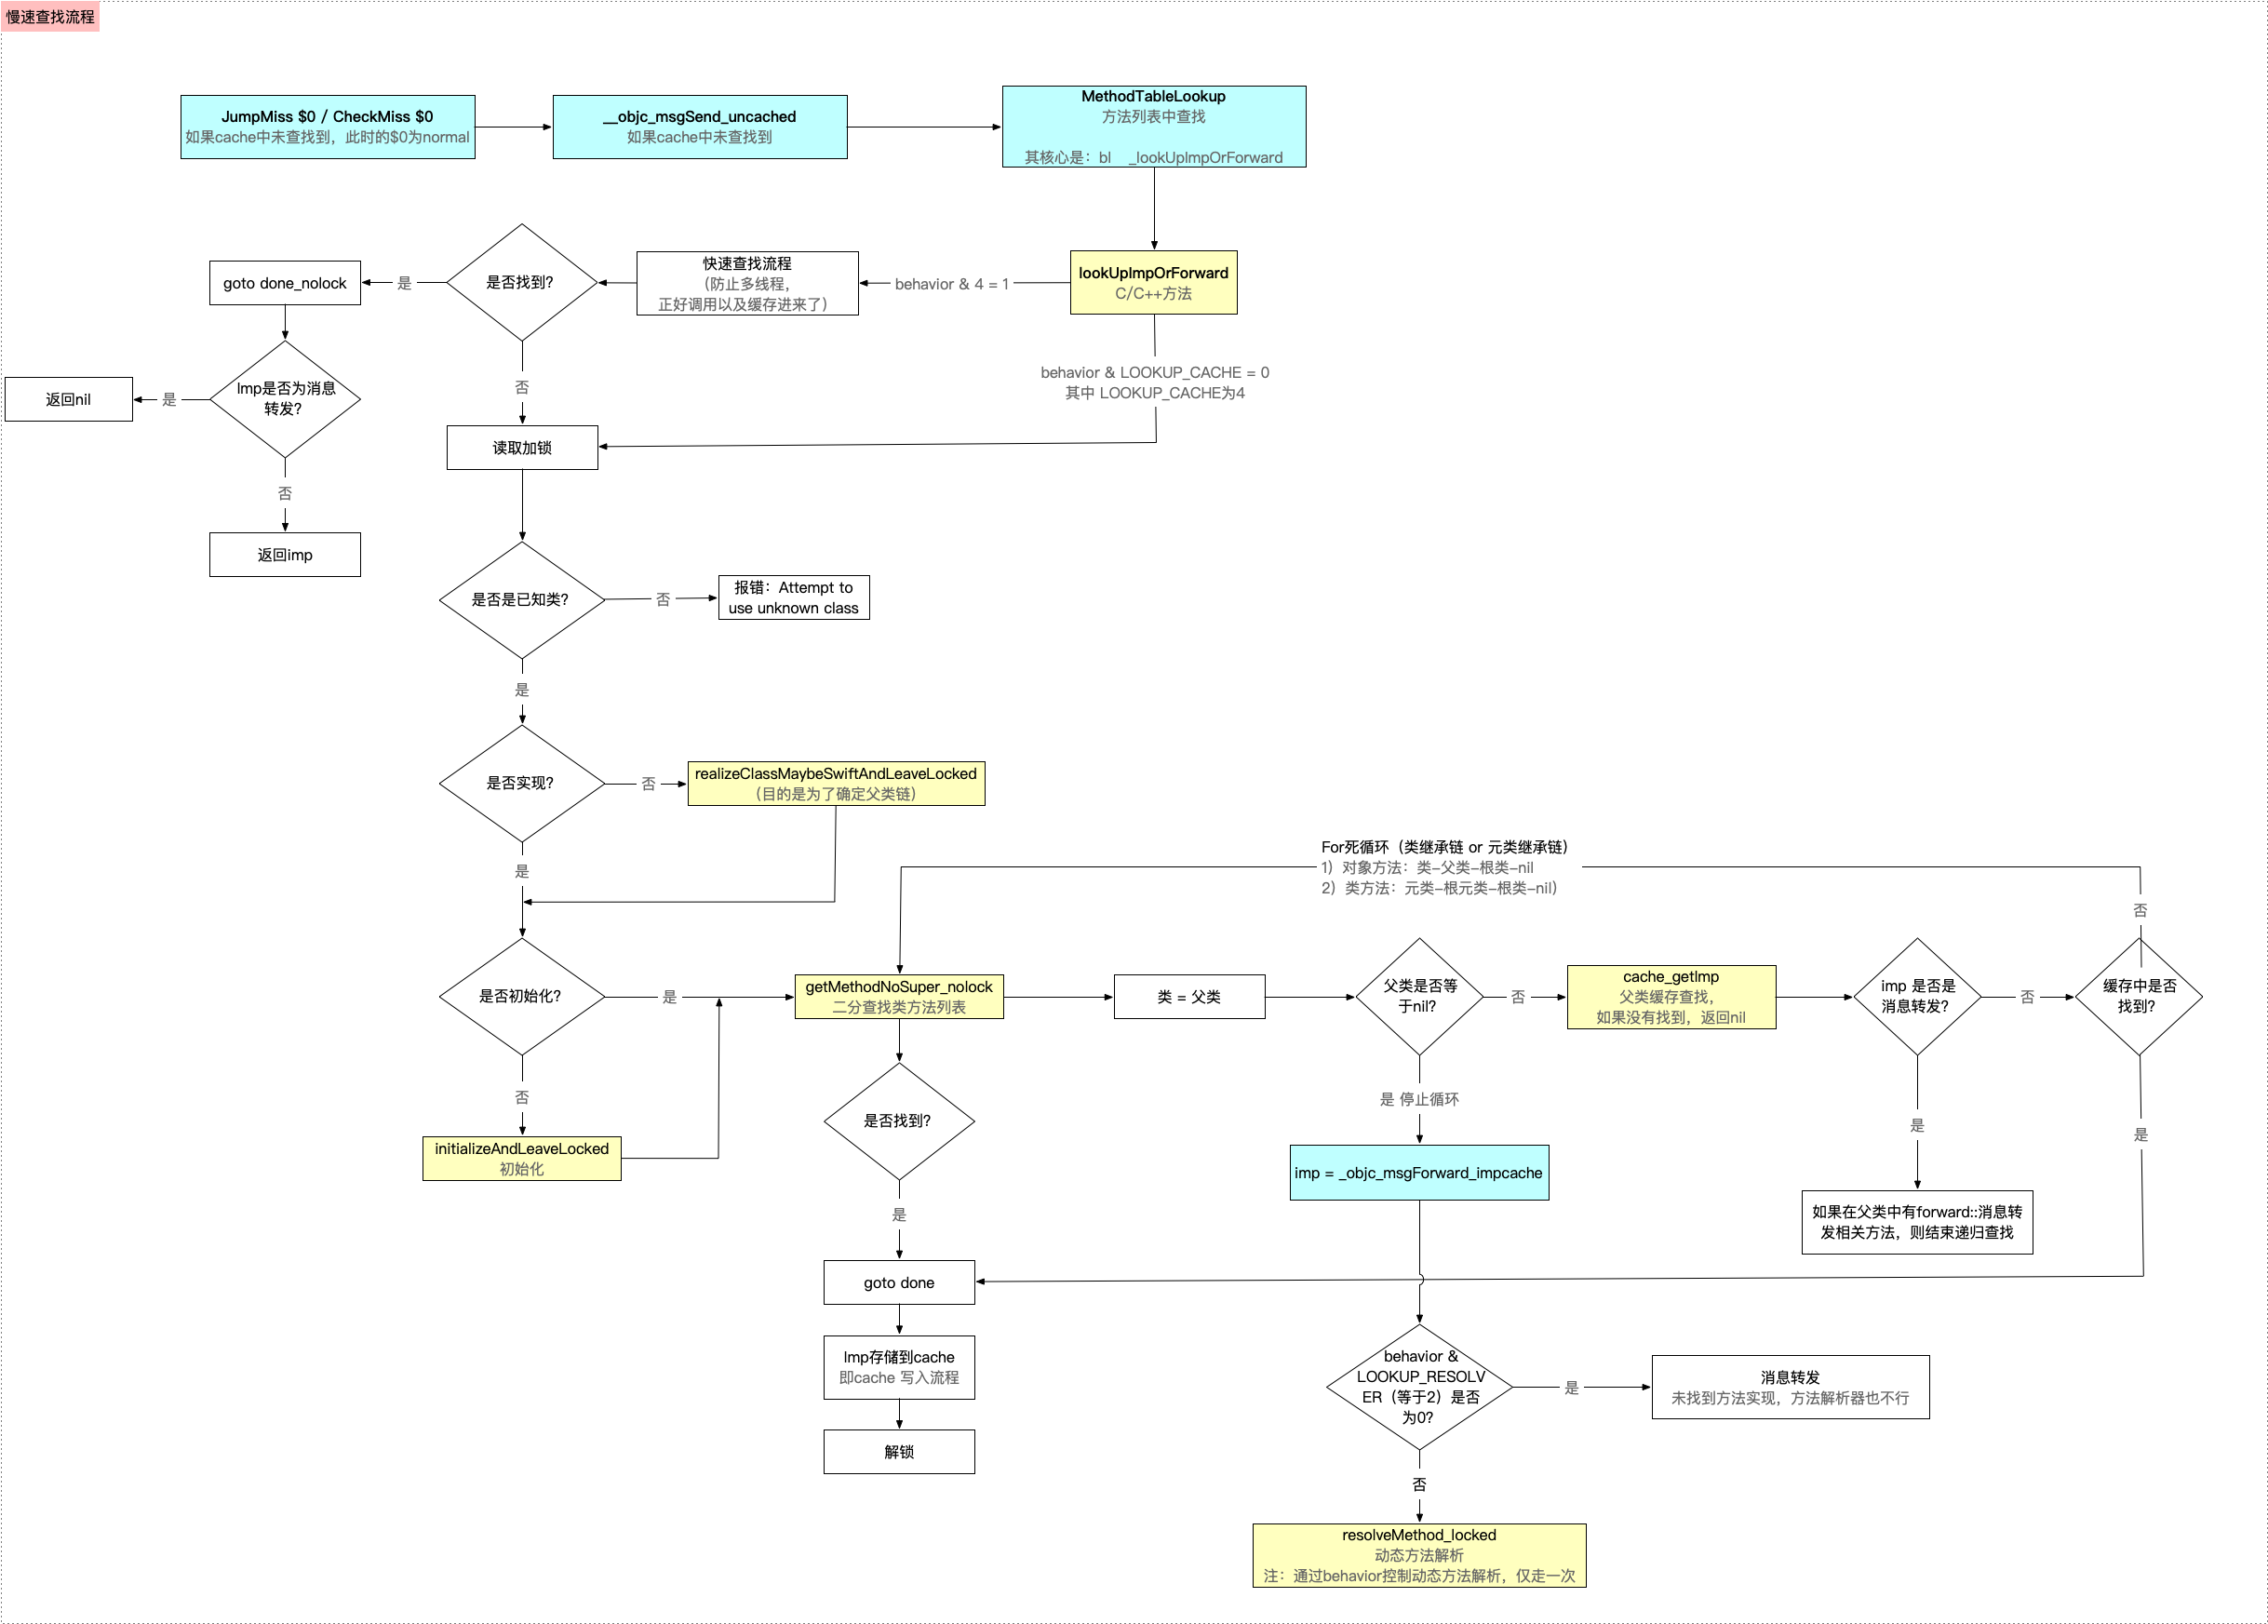 慢速查找流程
JumpMiss $0 / CheckMiss $0
如果cache中未查找到，此时的$0为normal
__objc_msgSend_uncached
如果cache中未查找到
MethodTableLookup
方法列表中查找
其核心是：bl _lookUpImpOrForward
是否找到?
快速查找流程
（防止多线程，
正好调用以及缓存进来了）
behavior & 4 = 1
lookUpImpOrForward
C/C++方法
goto done_nolock
是
否
behavior & LOOKUP_CACHE = 0
其中 LOOKUP_CACHE为4
Imp是否为消息
转发?
是
返回nil
否
返回imp
读取加锁
是否是已知类?
否
报错：Attempt to
use unknown class
是
是否实现?
否
realizeClassMaybeSwiftAndLeaveLocked
（目的是为了确定父类链）
是
For死循环（类继承链 or 元类继承链）
1）对象方法：类-父类-根类-nil
2）类方法：元类-根元类-根类-nil)
否
是否初始化?
是
getMethodNoSuper_nolock
二分查找类方法列表
类 = 父类
父类是否等
于nil?
否
cache_getImp
父类缓存查找，
如果没有找到，返回nil
imp 是否是
消息转发?
否
缓存中是否
找到?
否
initializeAndLeaveLocked
初始化
是否找到?
是 停止循环
是
是
imp = _objc_msgForward_impcache
如果在父类中有forward::消息转
发相关方法，则结束递归查找
是
goto done
Imp存储到cache
即cache 写入流程
解锁
behavior &
LOOKUP_RESOLV
ER（等于2）是否
为0?
是
消息转发
未找到方法实现，方法解析器也不行
否
resolveMethod_locked
动态方法解析
注：通过behavior控制动态方法解析，仅走一次